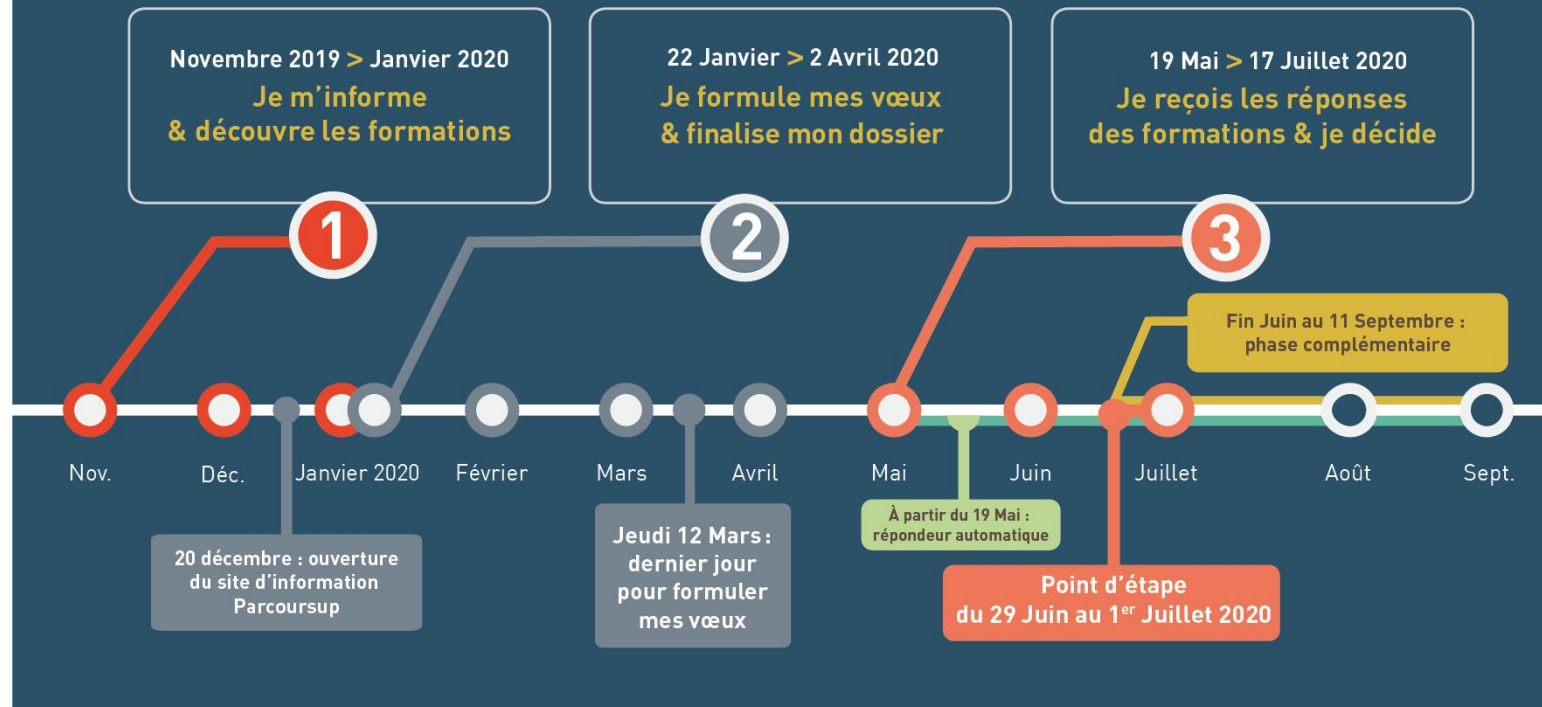 Novembre 2019 > Janvier 2020
Je m'informe
& découvre les formations
22 Janvier > 2 Avril 2020
Je formule mes vœux
& finalise mon dossier
19 Mai > 17 Juillet 2020
Je reçois les réponses
des formations & je décide
1
2
3
Fin Juin au 11 Septembre :
phase complémentaire
Nov.
Déc.
Janvier 2020
Février
Mars
Avril
Mai
Juin
Juillet
Août
Sept.
20 décembre : ouverture
du site d'information
Parcoursup
Jeudi 12 Mars :
dernier jour
pour formuler
mes vœux
À partir du 19 Mai :
répondeur automatique
Point d'étape
du 29 Juin au 1er Juillet 2020